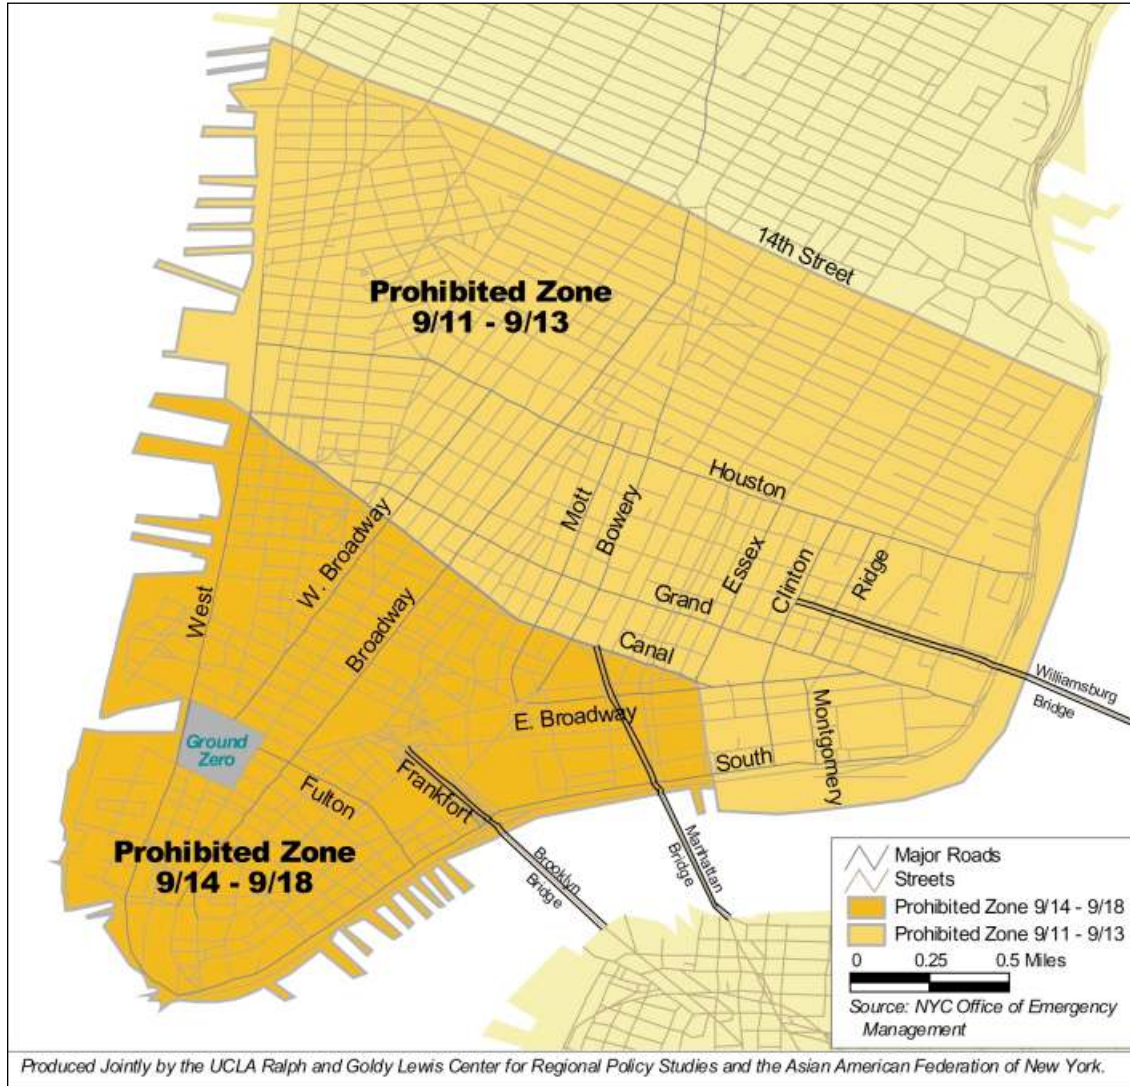 14th Street
Prohibited Zone
9/11 - 9/13
Houston
Mott
Bowery
Essex
Clinton
Ridge
W. Broadway
Broadway
West
Grand
Canal
Williamsburg
Bridge
E. Broadway
Montgomery
South
Ground
Zero
Fulton
Frankfort
Manhattan
Bridge
Brooklyn
Bridge
Prohibited Zone
9/14 - 9/18
Major Roads
Streets
Prohibited Zone 9/14 - 9/18
Prohibited Zone 9/11 - 9/13
0 0.25 0.5 Miles
Source: NYC Office of Emergency
Management
Produced Jointly by the UCLA Ralph and Goldy Lewis Center for Regional Policy Studies and the Asian American Federation of New York.